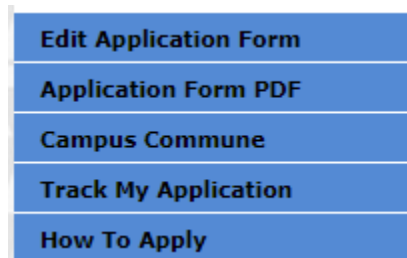 Edit Application Form
Application Form PDF
Campus Commune
Track My Application
How To Apply